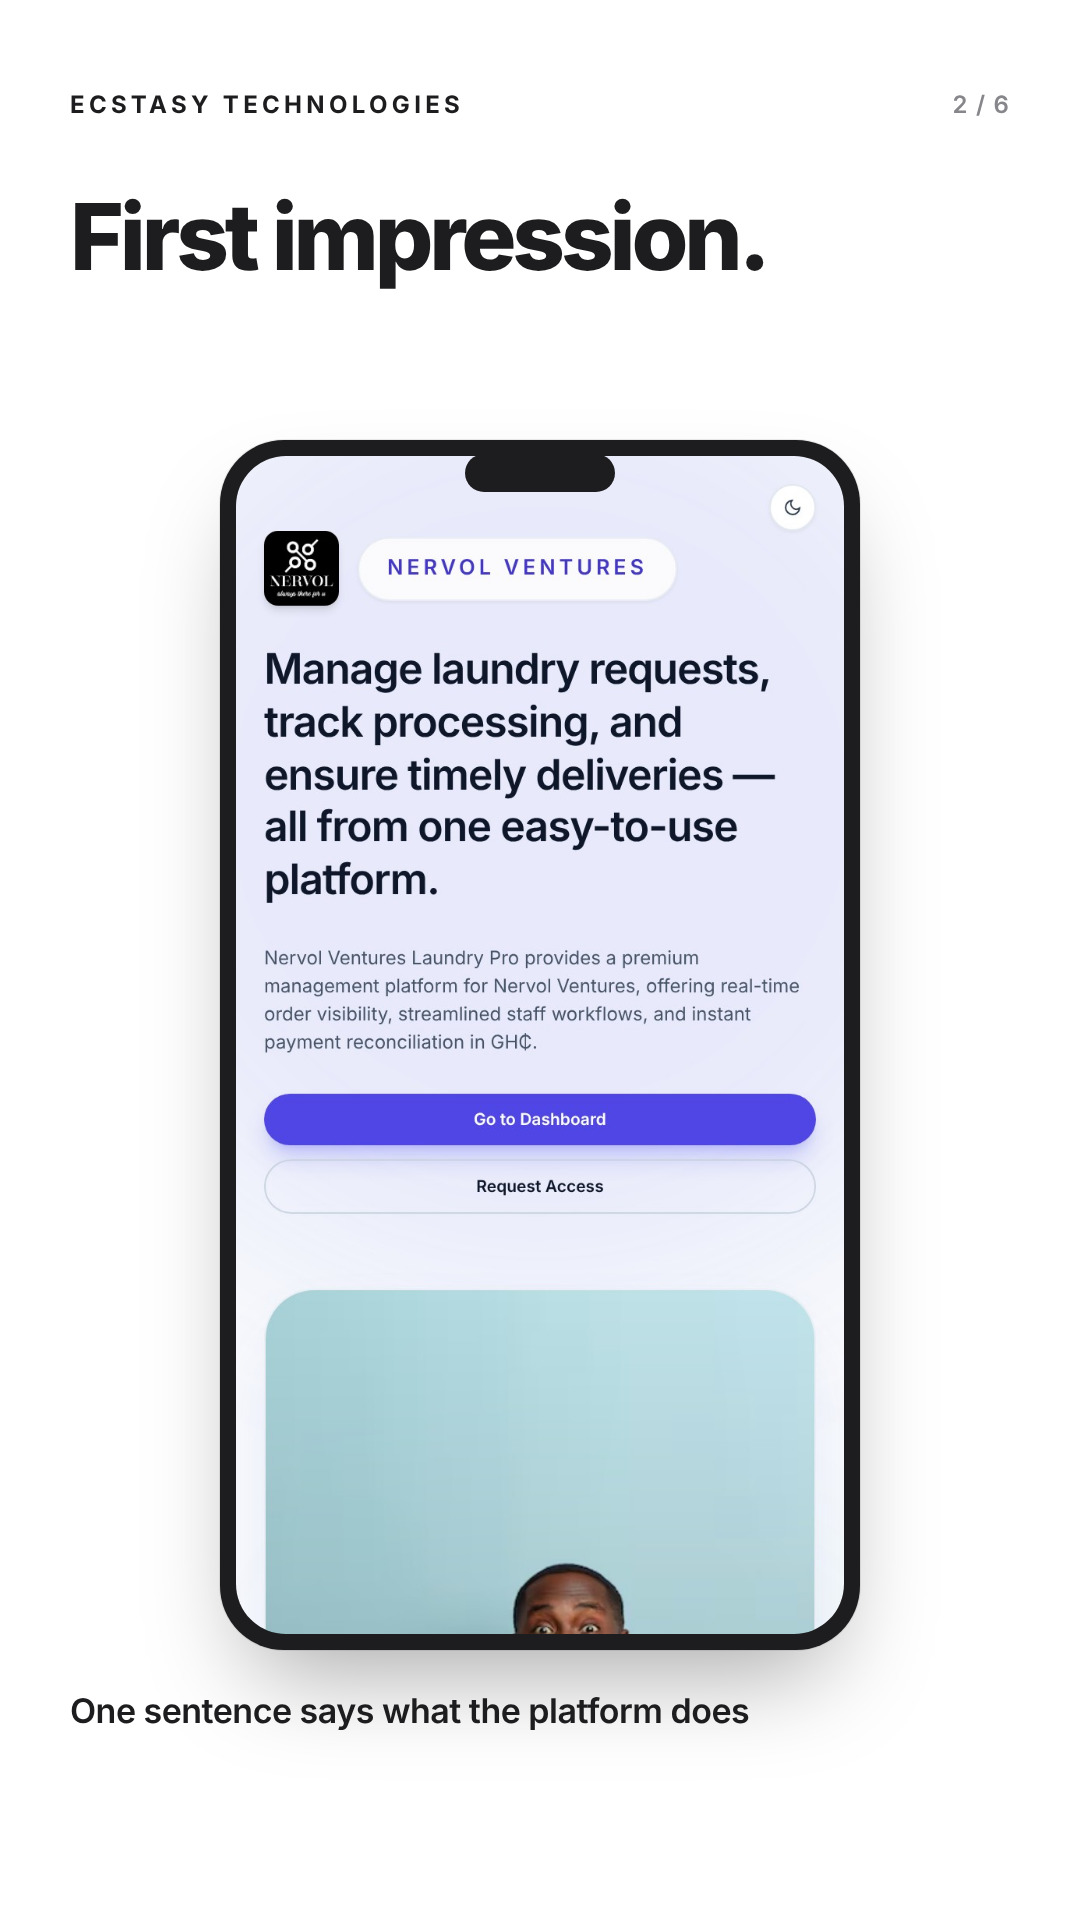 ECSTASY TECHNOLOGIES
2 / 6
First impression.
NERVOL
always there for u
NERVOL VENTURES
Manage laundry requests,
track processing, and
ensure timely deliveries —
all from one easy-to-use
platform.
Nervol Ventures Laundry Pro provides a premium
management platform for Nervol Ventures, offering real-time
order visibility, streamlined staff workflows, and instant
payment reconciliation in GH₵.
Go to Dashboard
Request Access
One sentence says what the platform does